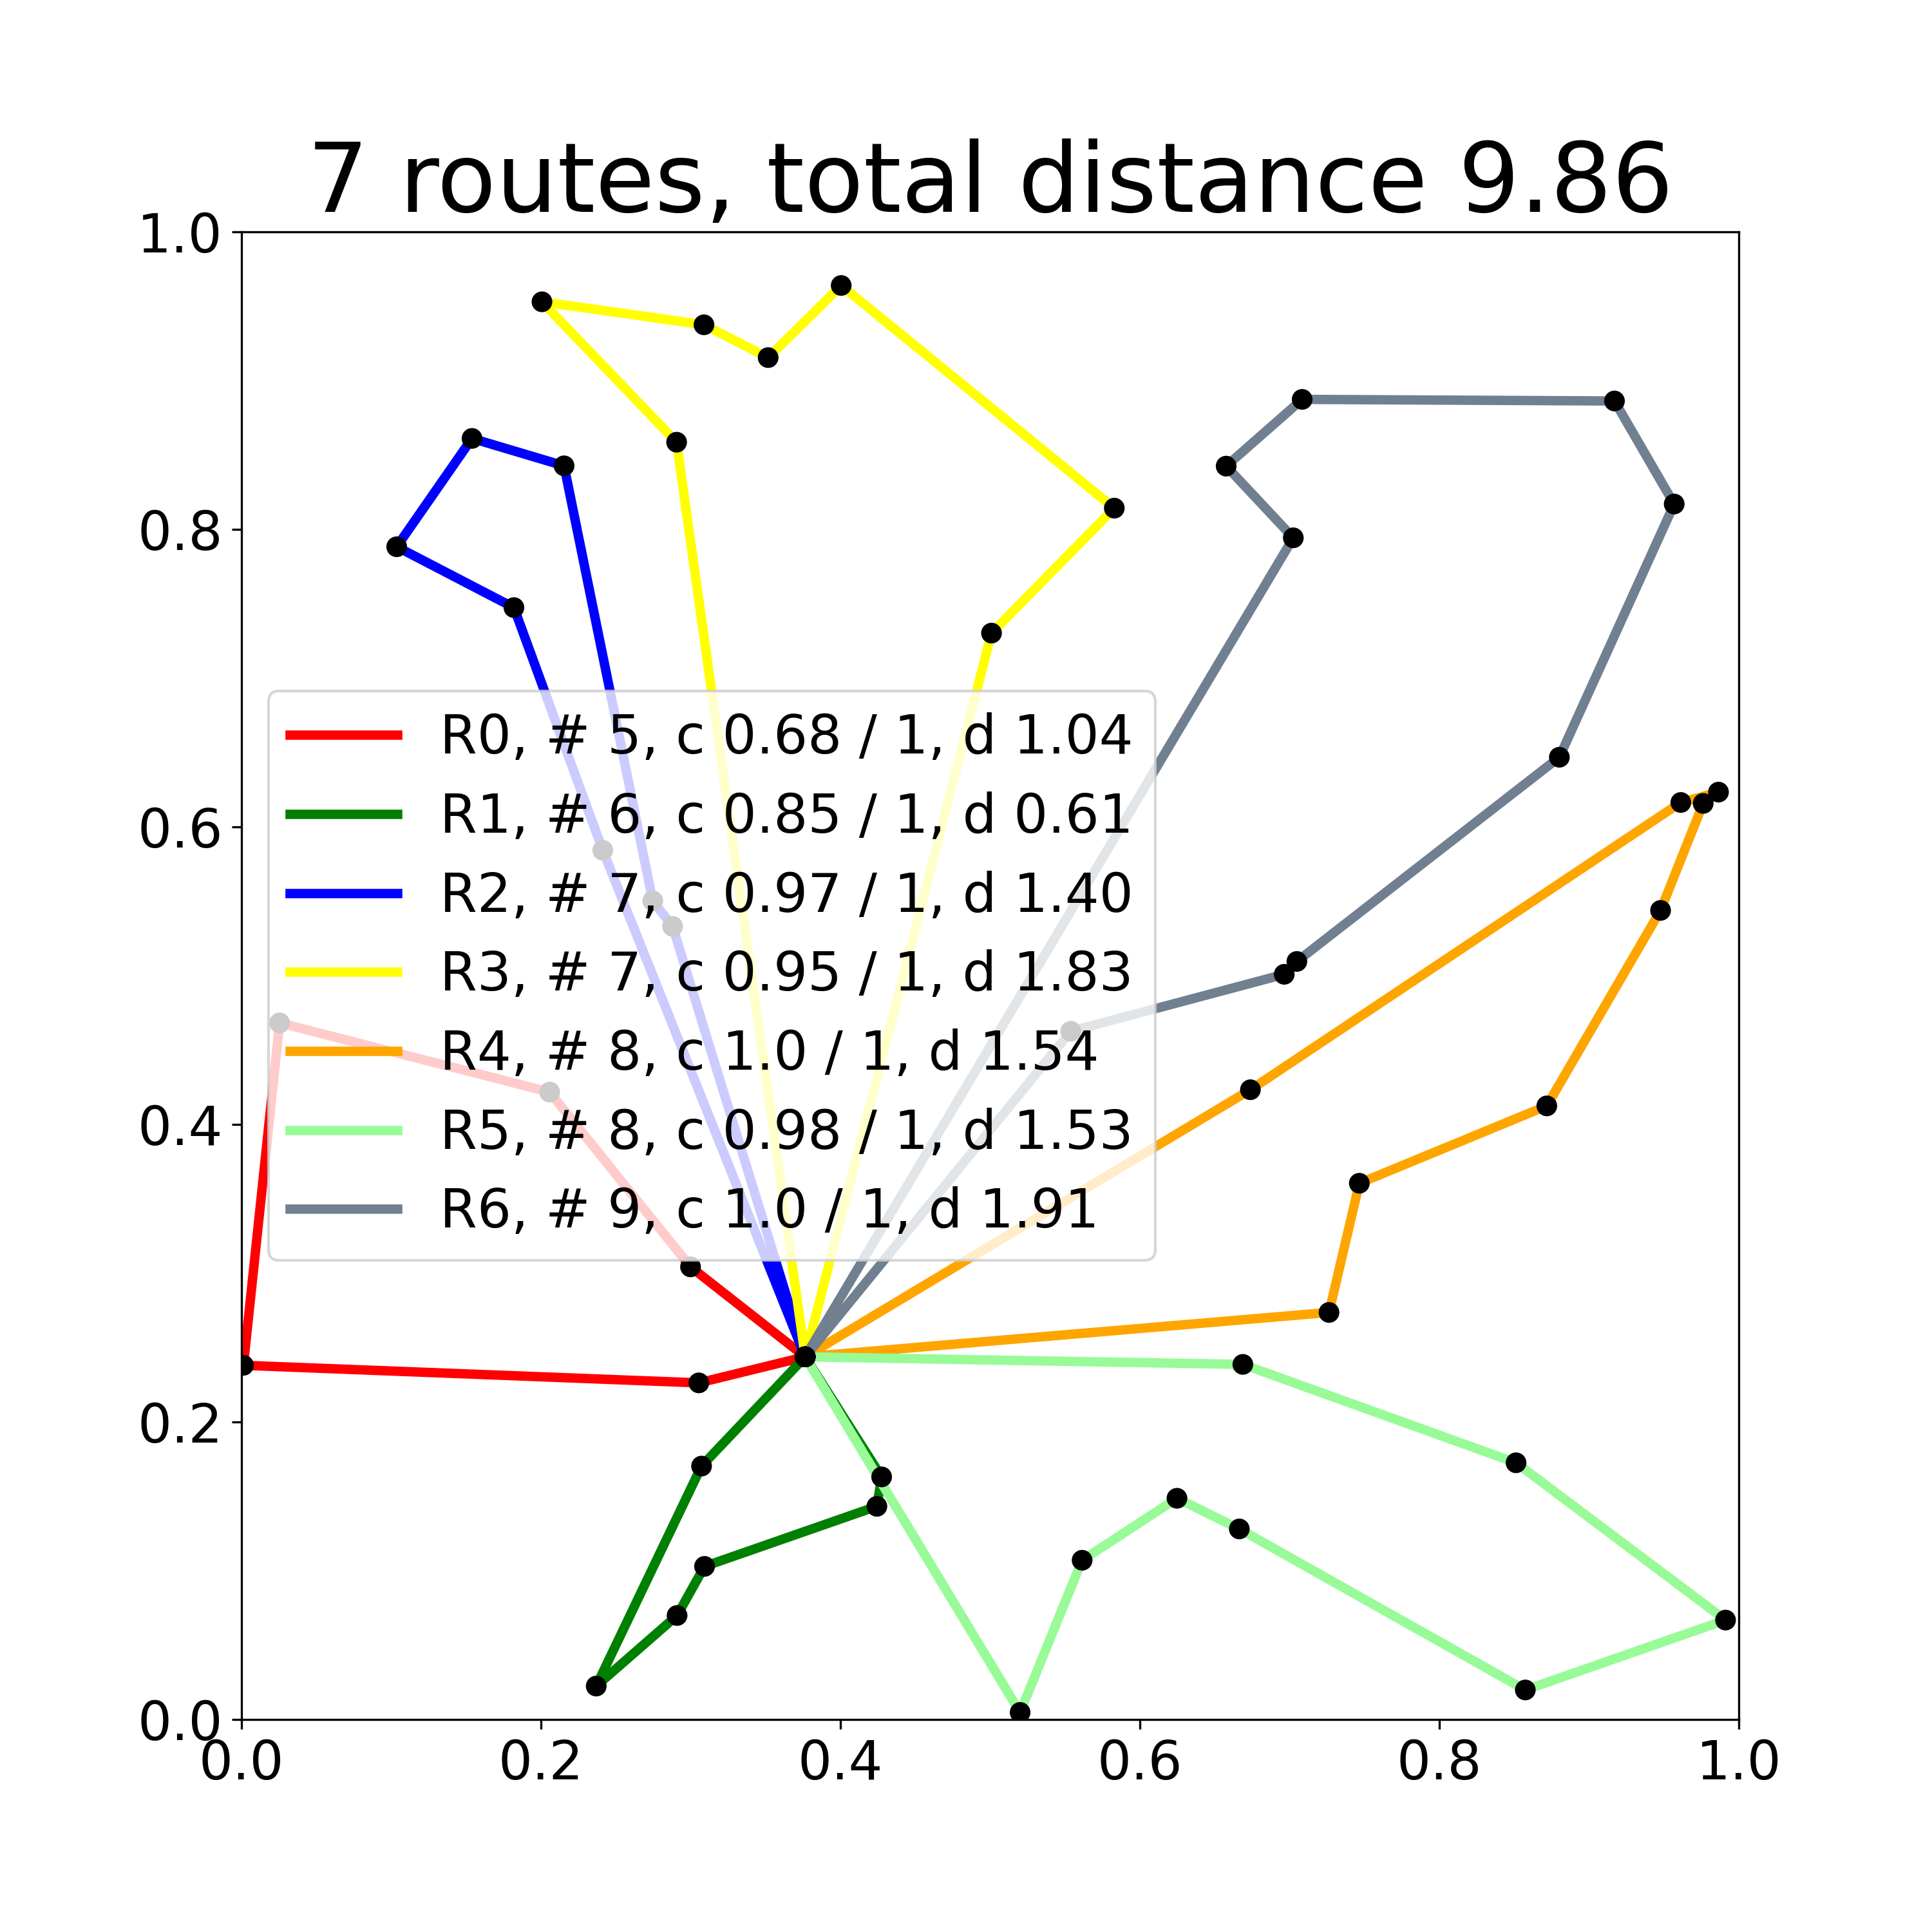 7 routes, total distance 9.86
1.0
0.8
0.6
0.4
0.2
0.0
R0, # 5, c 0.68 / 1, d 1.04
R1, # 6, c 0.85 / 1, d 0.61
R2, # 7, c 0.97 / 1, d 1.40
R3, # 7, c 0.95 / 1, d 1.83
R4, # 8, c 1.0 / 1, d 1.54
R5, # 8, c 0.98 / 1, d 1.53
R6, # 9, c 1.0 / 1, d 1.91
0.0 0.2 0.4 0.6 0.8 1.0